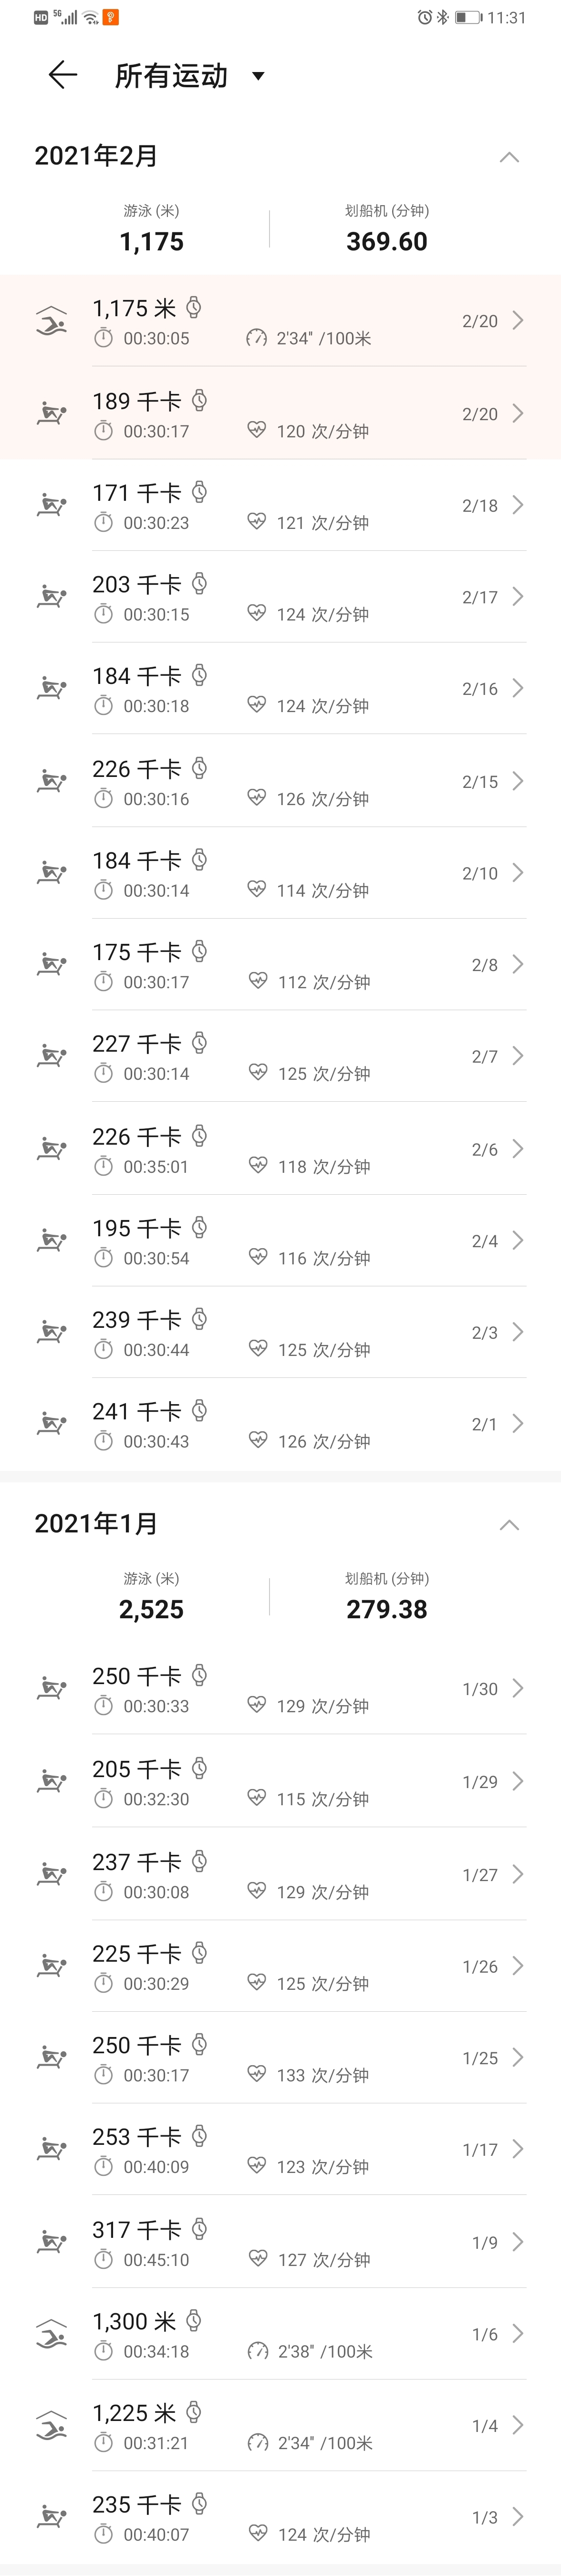 HD 5G 11:31
所有运动
2021年2月
游泳 (米) 划船机 (分钟)
1,175 369.60
1,175 米
00:30:05 2'34" /100米 2/20
189 千卡
00:30:17 120 次/分钟 2/20
171 千卡
00:30:23 121 次/分钟 2/18
203 千卡
00:30:15 124 次/分钟 2/17
184 千卡
00:30:18 124 次/分钟 2/16
226 千卡
00:30:16 126 次/分钟 2/15
184 千卡
00:30:14 114 次/分钟 2/10
175 千卡
00:30:17 112 次/分钟 2/8
227 千卡
00:30:14 125 次/分钟 2/7
226 千卡
00:35:01 118 次/分钟 2/6
195 千卡
00:30:54 116 次/分钟 2/4
239 千卡
00:30:44 125 次/分钟 2/3
241 千卡
00:30:43 126 次/分钟 2/1
2021年1月
游泳 (米) 划船机 (分钟)
2,525 279.38
250 千卡
00:30:33 129 次/分钟 1/30
205 千卡
00:32:30 115 次/分钟 1/29
237 千卡
00:30:08 129 次/分钟 1/27
225 千卡
00:30:29 125 次/分钟 1/26
250 千卡
00:30:17 133 次/分钟 1/25
253 千卡
00:40:09 123 次/分钟 1/17
317 千卡
00:45:10 127 次/分钟 1/9
1,300 米
00:34:18 2'38" /100米 1/6
1,225 米
00:31:21 2'34" /100米 1/4
235 千卡
00:40:07 124 次/分钟 1/3